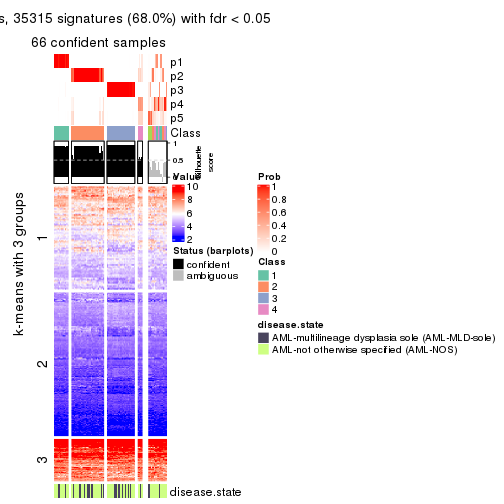 s, 35315 signatures (68.0%) with fdr < 0.05
66 confident samples
p1
p2
p3
p4
p5
Class
1
0.5
silhouette
score
Value
10
8
6
4
2
Prob
1
0.8
0.6
0.4
0.2
0
Status (barplots)
confident
ambiguous
Class
1
2
3
4
disease.state
AML-multilineage dysplasia sole (AML-MLD-sole)
AML-not otherwise specified (AML-NOS)
k-means with 3 groups
1
2
3
disease.state